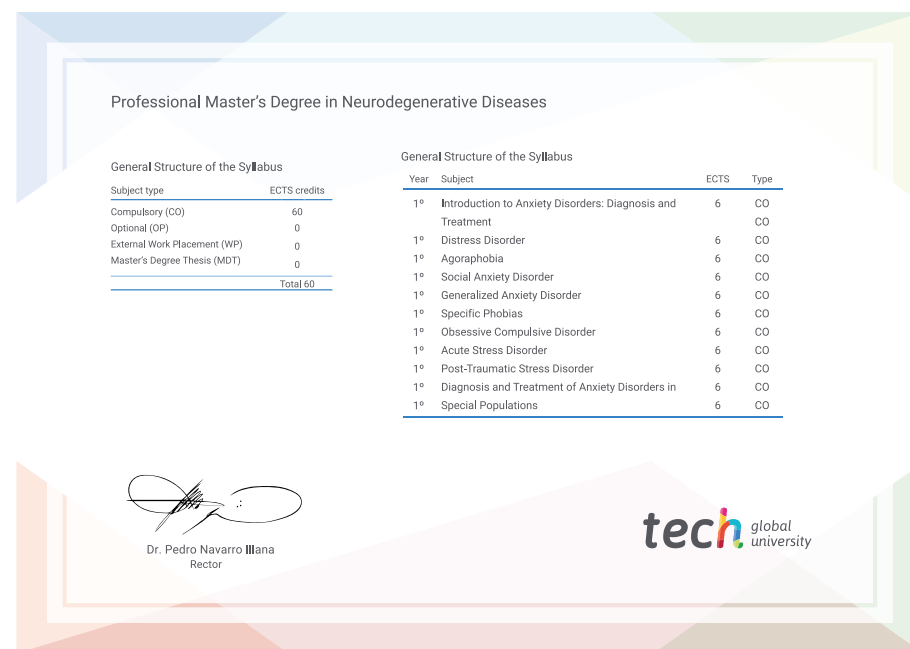 Professional Master's Degree in Neurodegenerative Diseases
General Structure of the Syllabus
Subject type ECTS credits
Compulsory (CO) 60
Optional (OP) 0
External Work Placement (WP) 0
Master's Degree Thesis (MDT) 0
Total 60
General Structure of the Syllabus
Year Subject ECTS Type
1º Introduction to Anxiety Disorders: Diagnosis and 6 CO
Treatment CO
1º Distress Disorder 6 CO
1º Agoraphobia 6 CO
1º Social Anxiety Disorder 6 CO
1º Generalized Anxiety Disorder 6 CO
1º Specific Phobias 6 CO
1º Obsessive Compulsive Disorder 6 CO
1º Acute Stress Disorder 6 CO
1º Post-Traumatic Stress Disorder 6 CO
1º Diagnosis and Treatment of Anxiety Disorders in 6 CO
1º Special Populations 6 CO
Dr. Pedro Navarro Illana
Rector
tech global
university